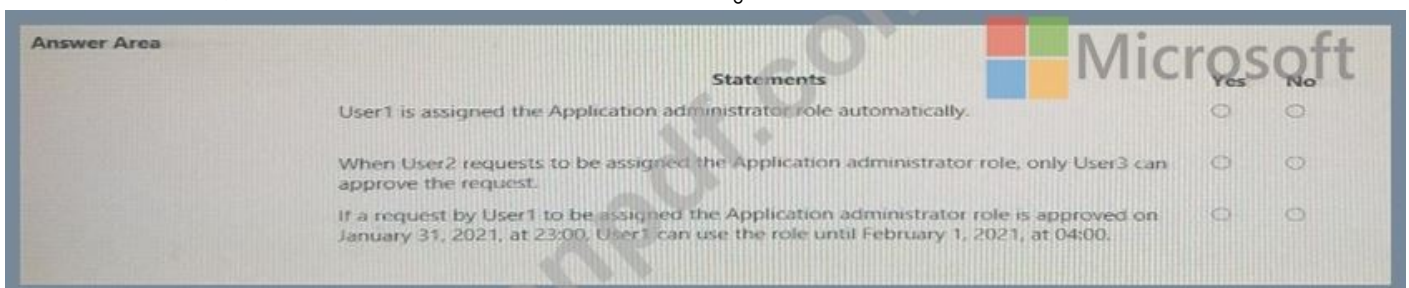 Answer Area
Microsoft
Statements
Yes No
User1 is assigned the Application administrator role automatically.
When User2 requests to be assigned the Application administrator role, only User3 can
approve the request.
If a request by User1 to be assigned the Application administrator role is approved on
January 31, 2021, at 23:00, User1 can use the role until February 1, 2021, at 04:00.